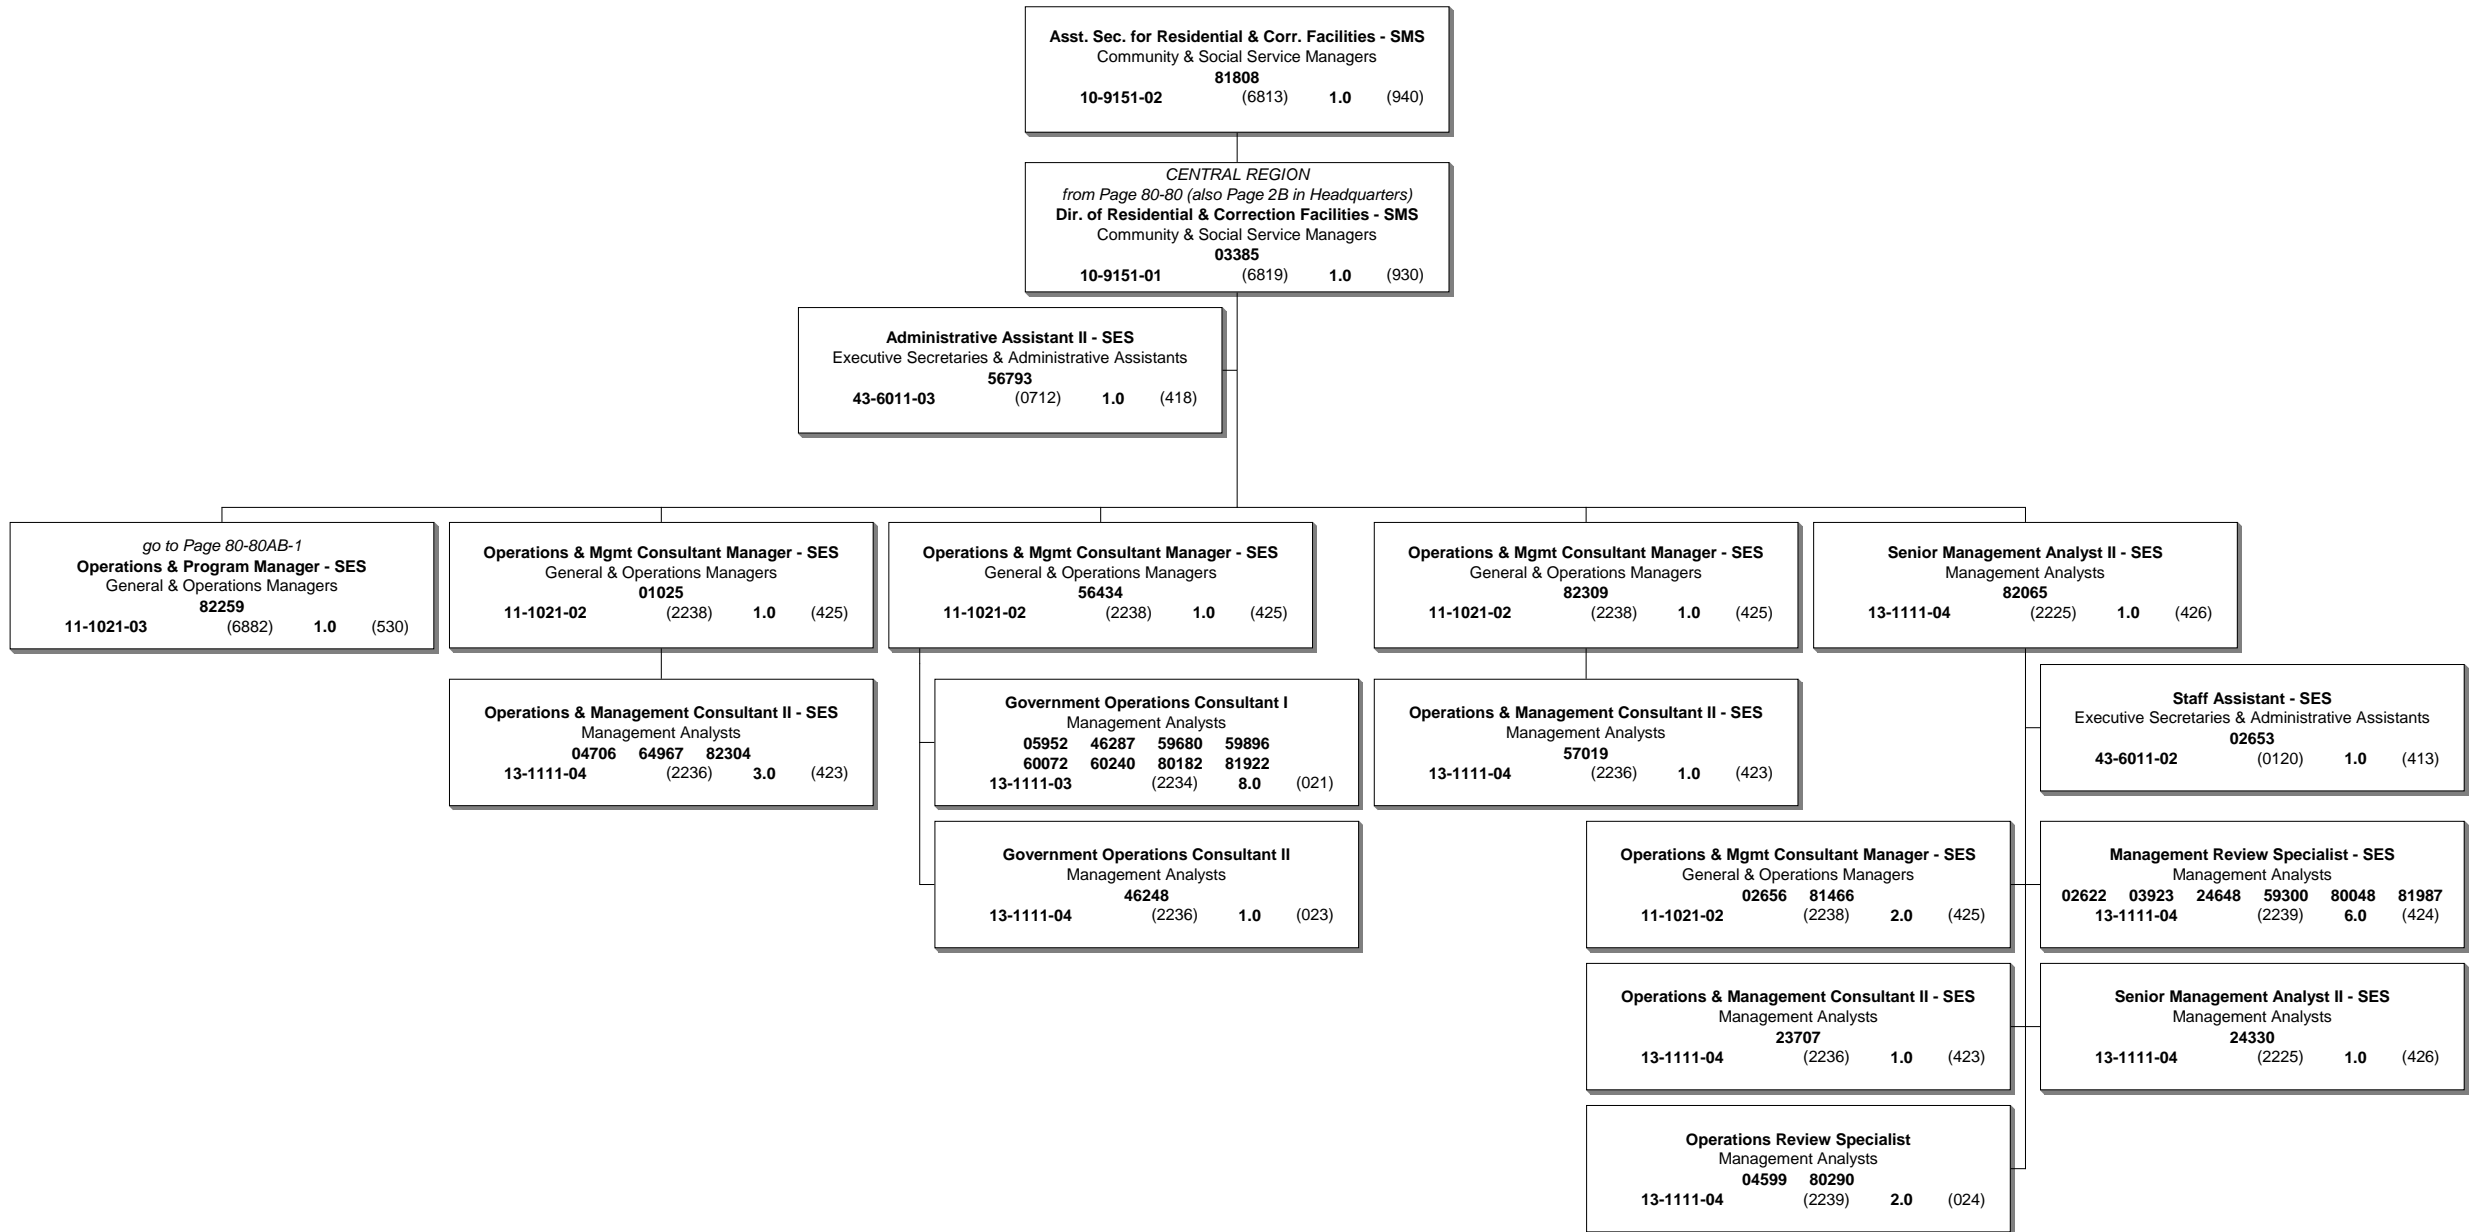 Asst. Sec. for Residential & Corr. Facilities - SMS
Community & Social Service Managers
81808
10-9151-02 (6813) 1.0 (940)
CENTRAL REGION
from Page 80-80 (also Page 2B in Headquarters)
Dir. of Residential & Correction Facilities - SMS
Community & Social Service Managers
03385
10-9151-01 (6819) 1.0 (930)
Administrative Assistant II - SES
Executive Secretaries & Administrative Assistants
56793
43-6011-03 (0712) 1.0 (418)
go to Page 80-80AB-1
Operations & Program Manager - SES
General & Operations Managers
82259
11-1021-03 (6882) 1.0 (530)
Operations & Mgmt Consultant Manager - SES
General & Operations Managers
01025
11-1021-02 (2238) 1.0 (425)
Operations & Mgmt Consultant Manager - SES
General & Operations Managers
56434
11-1021-02 (2238) 1.0 (425)
Operations & Mgmt Consultant Manager - SES
General & Operations Managers
82309
11-1021-02 (2238) 1.0 (425)
Senior Management Analyst II - SES
Management Analysts
82065
13-1111-04 (2225) 1.0 (426)
Operations & Management Consultant II - SES
Management Analysts
04706 64967 82304
13-1111-04 (2236) 3.0 (423)
Government Operations Consultant I
Management Analysts
05952 46287 59680 59896
60072 60240 80182 81922
13-1111-03 (2234) 8.0 (021)
Operations & Management Consultant II - SES
Management Analysts
57019
13-1111-04 (2236) 1.0 (423)
Staff Assistant - SES
Executive Secretaries & Administrative Assistants
02653
43-6011-02 (0120) 1.0 (413)
Government Operations Consultant II
Management Analysts
46248
13-1111-04 (2236) 1.0 (023)
Operations & Mgmt Consultant Manager - SES
General & Operations Managers
02656 81466
11-1021-02 (2238) 2.0 (425)
Management Review Specialist - SES
Management Analysts
02622 03923 24648 59300 80048 81987
13-1111-04 (2239) 6.0 (424)
Operations & Management Consultant II - SES
Management Analysts
23707
13-1111-04 (2236) 1.0 (423)
Senior Management Analyst II - SES
Management Analysts
24330
13-1111-04 (2225) 1.0 (426)
Operations Review Specialist
Management Analysts
04599 80290
13-1111-04 (2239) 2.0 (024)